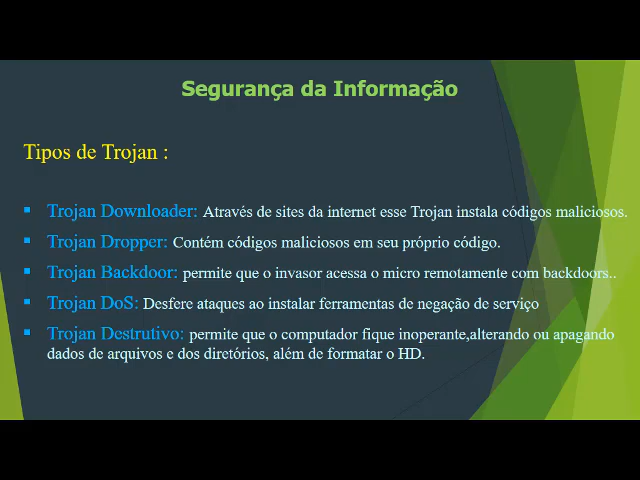 Segurança da Informação
Tipos de Trojan :
▪ Trojan Downloader: Através de sites da internet esse Trojan instala códigos maliciosos.
▪ Trojan Dropper: Contém códigos maliciosos em seu próprio código.
▪ Trojan Backdoor: permite que o invasor acessa o micro remotamente com backdoors..
▪ Trojan DoS: Desfere ataques ao instalar ferramentas de negação de serviço
▪ Trojan Destrutivo: permite que o computador fique inoperante,alterando ou apagando
dados de arquivos e dos diretórios, além de formatar o HD.